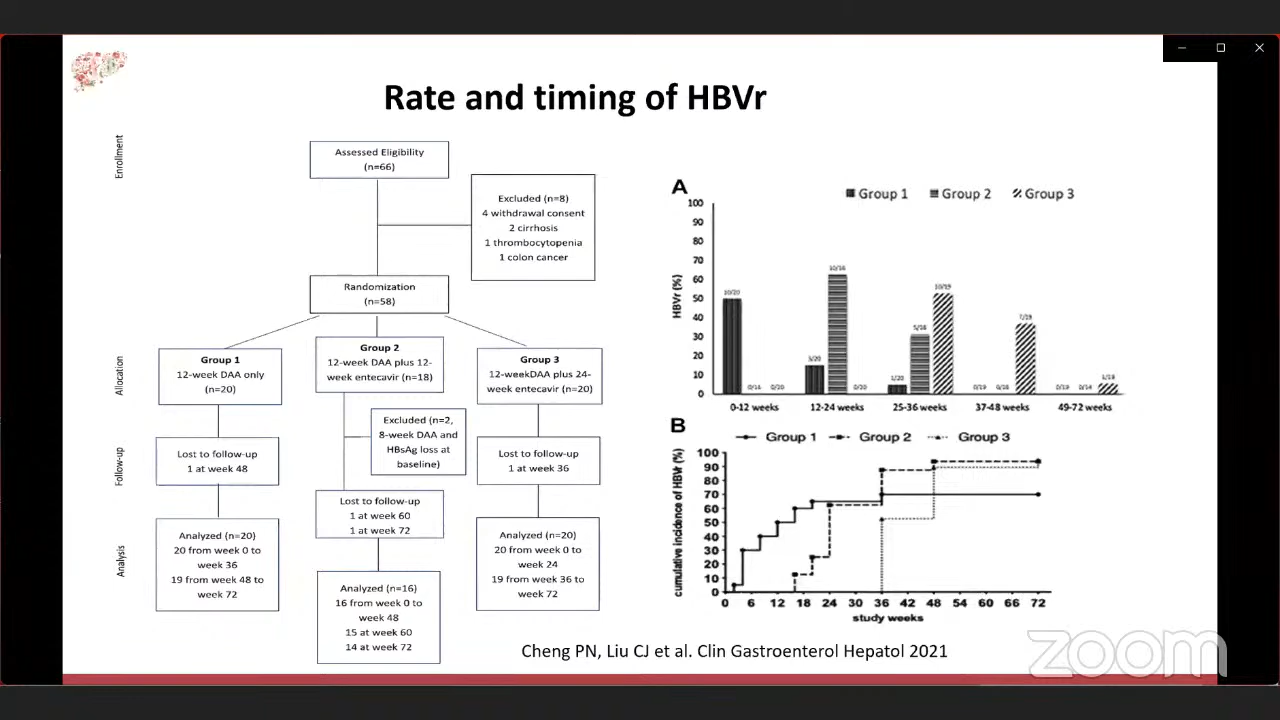 Rate and timing of HBVr
Enrollment
Assessed Eligibility
(n=66)
Excluded (n=8)
4 withdrawal consent
2 cirrhosis
1 thrombocytopenia
1 colon cancer
Randomization
(n=58)
Allocation
Group 1
12-week DAA only
(n=20)
Group 2
12-week DAA plus 12-
week entecavir (n=18)
Group 3
12-weekDAA plus 24-
week entecavir (n=20)
Excluded (n=2,
8-week DAA and
HBsAg loss at
baseline)
Follow-up
Lost to follow-up
1 at week 48
Lost to follow-up
1 at week 60
1 at week 72
Lost to follow-up
1 at week 36
Analysis
Analyzed (n=20)
20 from week 0 to
week 36
19 from week 48 to
week 72
Analyzed (n=16)
16 from week 0 to
week 48
15 at week 60
14 at week 72
Analyzed (n=20)
20 from week 0 to
week 24
19 from week 36 to
week 72
A
Group 1 Group 2 Group 3
HBVr (%)
100
90
80
70
60
50
40
30
20
10
0
10/20 0/16 0/20
3/20 10/16 0/20
1/20 5/16 10/19
0/19 0/16 7/19
0/19 0/14 1/19
0-12 weeks 12-24 weeks 25-36 weeks 37-48 weeks 49-72 weeks
B
Group 1 Group 2 Group 3
cumulative incidence of HBVr (%)
100
90
80
70
60
50
40
30
20
10
0
0 6 12 18 24 30 36 42 48 54 60 66 72
study weeks
Cheng PN, Liu CJ et al. Clin Gastroenterol Hepatol 2021
zoom